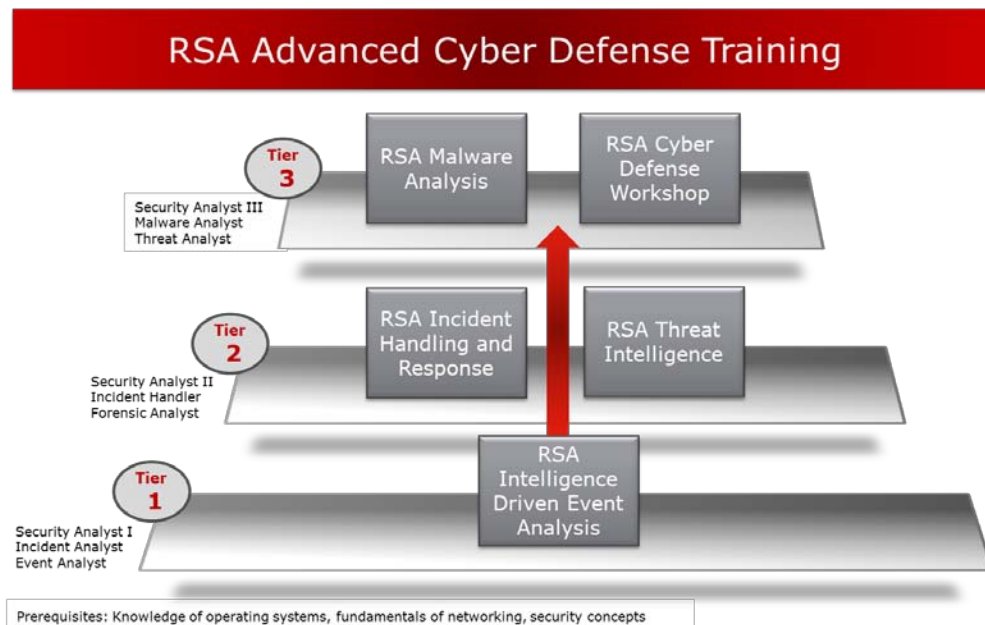 RSA Advanced Cyber Defense Training
Tier
3
RSA Malware
Analysis
RSA Cyber
Defense
Workshop
Security Analyst III
Malware Analyst
Threat Analyst
Tier
2
RSA Incident
Handling and
Response
RSA Threat
Intelligence
Security Analyst II
Incident Handler
Forensic Analyst
Tier
1
RSA
Intelligence
Driven Event
Analysis
Security Analyst I
Incident Analyst
Event Analyst
Prerequisites: Knowledge of operating systems, fundamentals of networking, security concepts